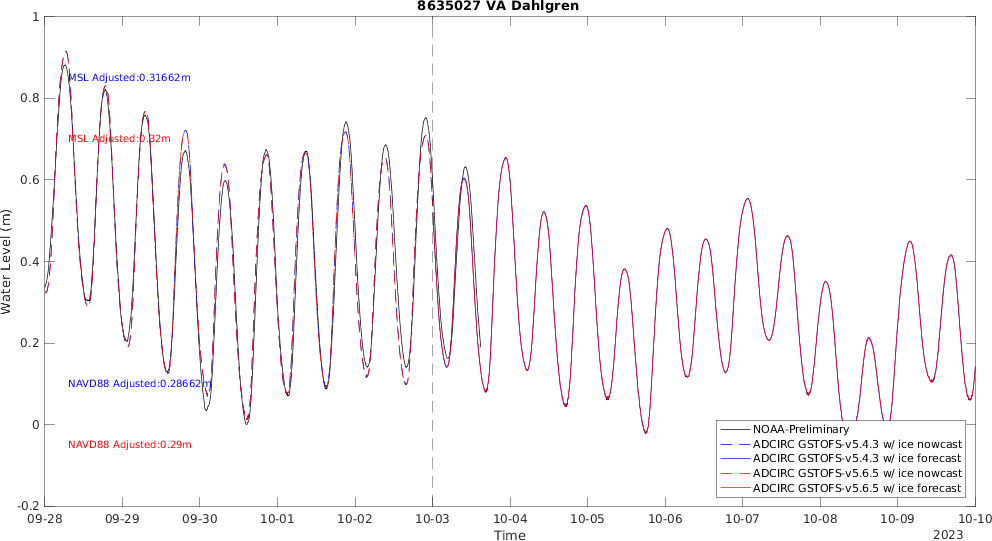 8635027 VA Dahlgren
1
0.8
0.6
0.4
0.2
0
-0.2
Water Level (m)
MSL Adjusted:0.31662m
MSL Adjusted:0.32m
NAVD88 Adjusted:0.28662m
NAVD88 Adjusted:0.29m
NOAA-Preliminary
ADCIRC GSTOFS-v5.4.3 w/ ice nowcast
ADCIRC GSTOFS-v5.4.3 w/ ice forecast
ADCIRC GSTOFS-v5.6.5 w/ ice nowcast
ADCIRC GSTOFS-v5.6.5 w/ ice forecast
09-28 09-29 09-30 10-01 10-02 10-03 10-04 10-05 10-06 10-07 10-08 10-09 10-10
Time
2023